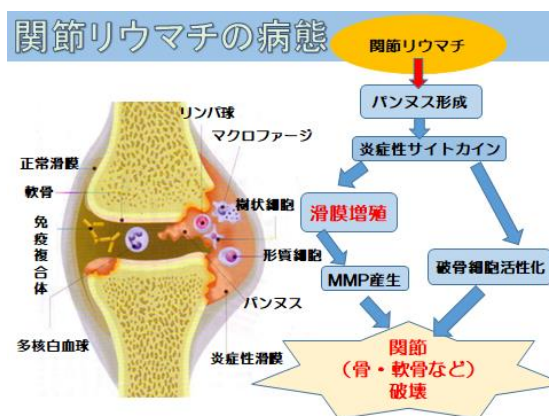 関節リウマチの病態
関節リウマチ
パンヌス形成
炎症性サイトカイン
滑膜増殖
MMP産生
破骨細胞活性化
関節
（骨・軟骨など）
破壊
リンパ球
マクロファージ
正常滑膜
軟骨
樹状細胞
免疫複合体
形質細胞
パンヌス
多核白血球
炎症性滑膜